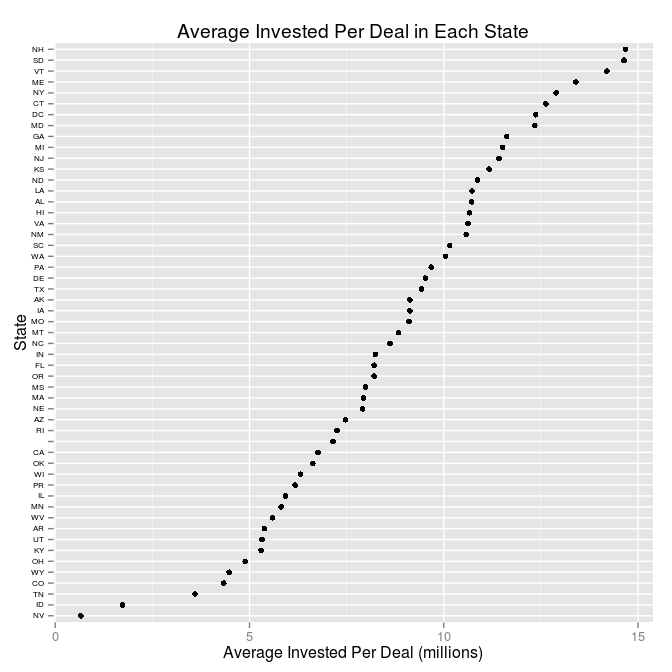 Average Invested Per Deal in Each State
NH
SD
VT
ME
NY
CT
DC
MD
GA
MI
NJ
KS
ND
LA
AL
HI
VA
NM
SC
WA
PA
DE
TX
AK
IA
MO
MT
NC
IN
FL
OR
MS
MA
NE
AZ
RI
CA
OK
WI
PR
IL
MN
WV
AR
UT
KY
OH
WY
CO
TN
ID
NV
State
0 5 10 15
Average Invested Per Deal (millions)